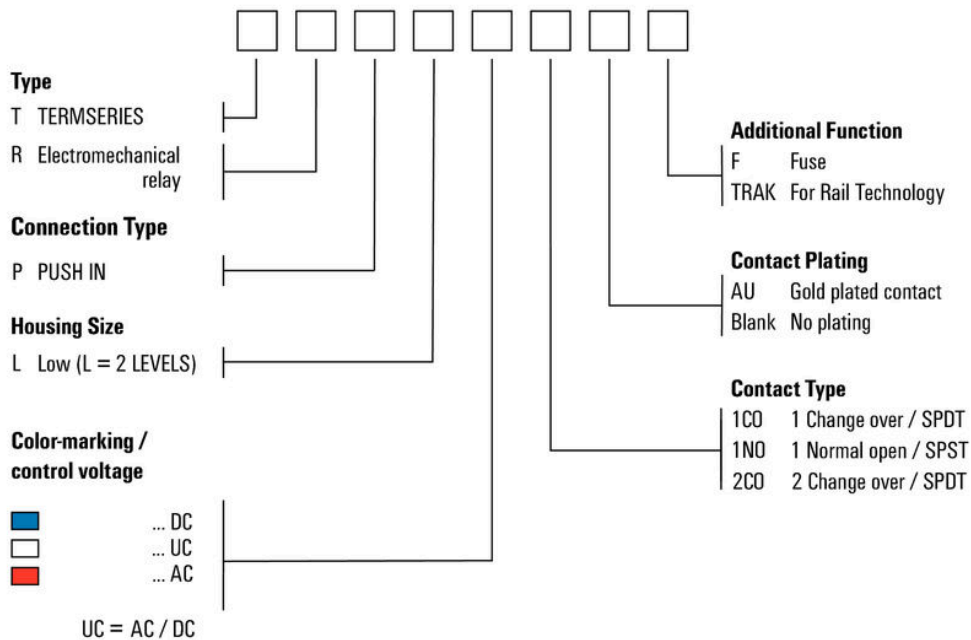 Type
T TERMSERIES
R Electromechanical
relay
Connection Type
P PUSH IN
Housing Size
L Low (L = 2 LEVELS)
Color-marking /
control voltage
... DC
... UC
... AC
UC = AC / DC
Additional Function
F Fuse
TRAK For Rail Technology
Contact Plating
AU Gold plated contact
Blank No plating
Contact Type
1CO 1 Change over / SPDT
1NO 1 Normal open / SPST
2CO 2 Change over / SPDT